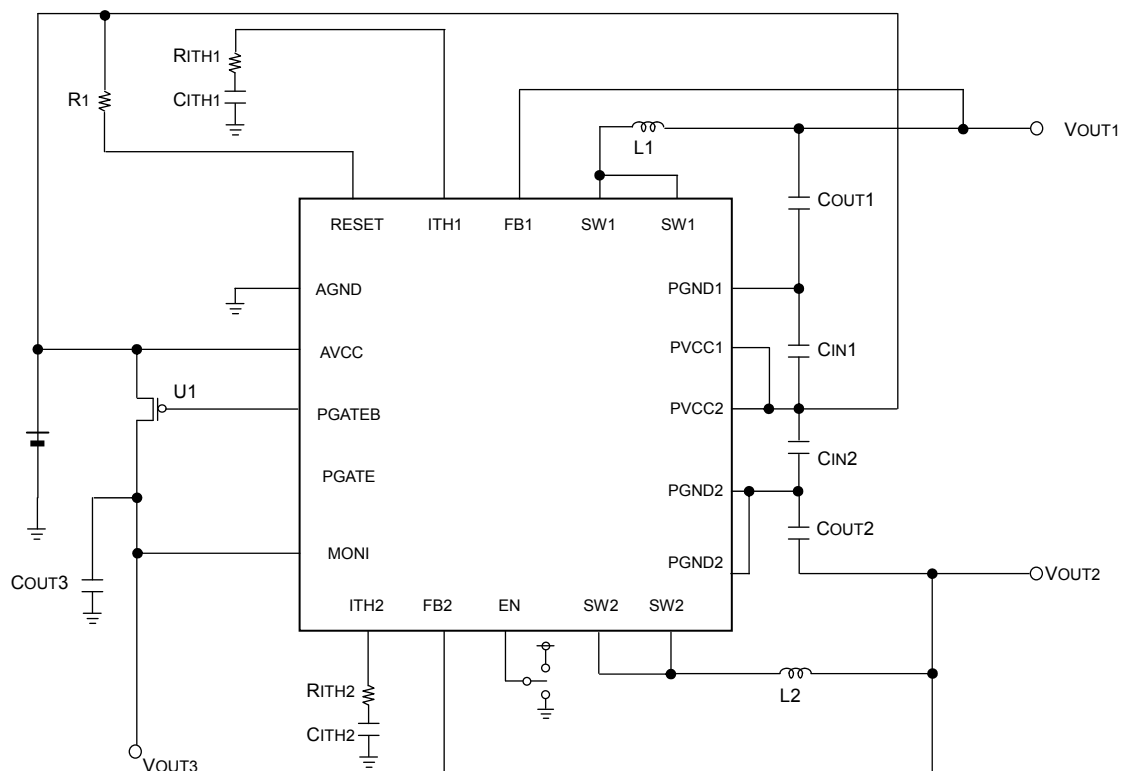 RITH1
R1
CITH1
L1
VOUT1
COUT1
RESET
ITH1
FB1
SW1
SW1
AGND
PGND1
AVCC
PVCC1
CIN1
U1
PGATEB
PVCC2
CIN2
PGATE
PGND2
COUT2
MONI
PGND2
COUT3
VOUT2
ITH2
FB2
EN
SW2
SW2
RITH2
L2
CITH2
VOUT3